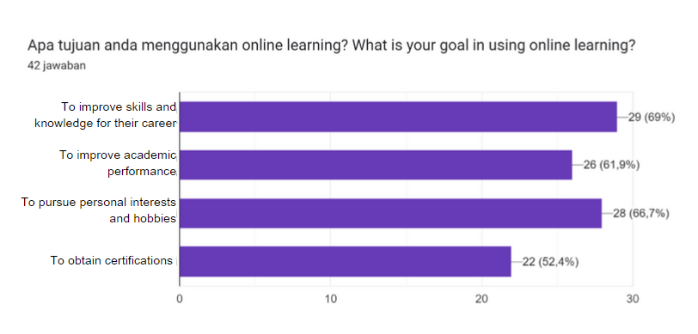 Apa tujuan anda menggunakan online learning? What is your goal in using online learning?
42 jawaban
To improve skills and
knowledge for their career
29 (69%)
To improve academic
performance
26 (61,9%)
To pursue personal interests
and hobbies
28 (66,7%)
To obtain certifications
22 (52,4%)
0
10
20
30